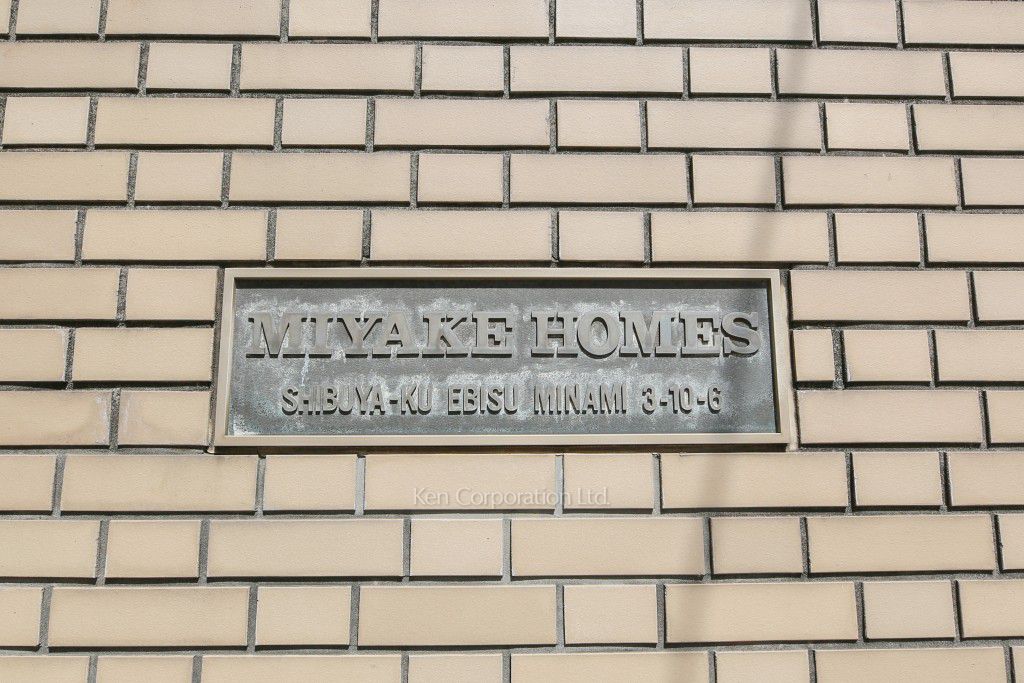 MIYAKE HOMES
SHIBUYA-KU EBISU MINAMI 3-10-6
Ken Corporation Ltd.